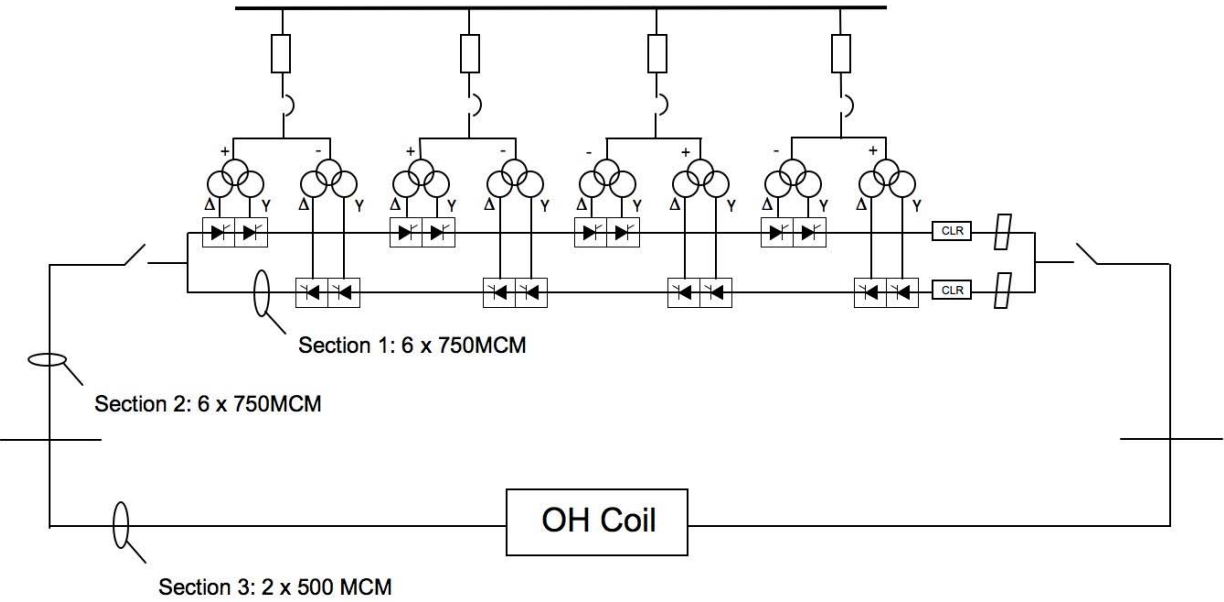 + - + - - + - +
Δ Y Δ Y Δ Y Δ Y Δ Y Δ Y Δ Y Δ Y
CLR
CLR
Section 1: 6 x 750MCM
Section 2: 6 x 750MCM
OH Coil
Section 3: 2 x 500 MCM